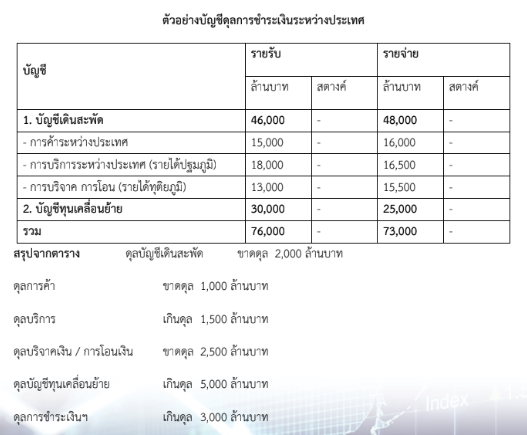 ตัวอย่างบัญชีดุลการชำระเงินระหว่างประเทศ
บัญชี รายรับ รายจ่าย
ล้านบาท สตางค์ ล้านบาท สตางค์
1. บัญชีเดินสะพัด 46,000 - 48,000 -
- การค้าระหว่างประเทศ 15,000 - 16,000 -
- การบริการระหว่างประเทศ (รายได้ปฐมภูมิ) 18,000 - 16,500 -
- การบริจาค การโอน (รายได้ทุติยภูมิ) 13,000 - 15,500 -
2. บัญชีทุนเคลื่อนย้าย 30,000 - 25,000 -
รวม 76,000 - 73,000 -
สรุปจากตาราง ดุลบัญชีเดินสะพัด ขาดดุล 2,000 ล้านบาท
ดุลการค้า ขาดดุล 1,000 ล้านบาท
ดุลบริการ เกินดุล 1,500 ล้านบาท
ดุลบริจาคเงิน / การโอนเงิน ขาดดุล 2,500 ล้านบาท
ดุลบัญชีทุนเคลื่อนย้าย เกินดุล 5,000 ล้านบาท
ดุลการชำระเงินฯ เกินดุล 3,000 ล้านบาท
Index